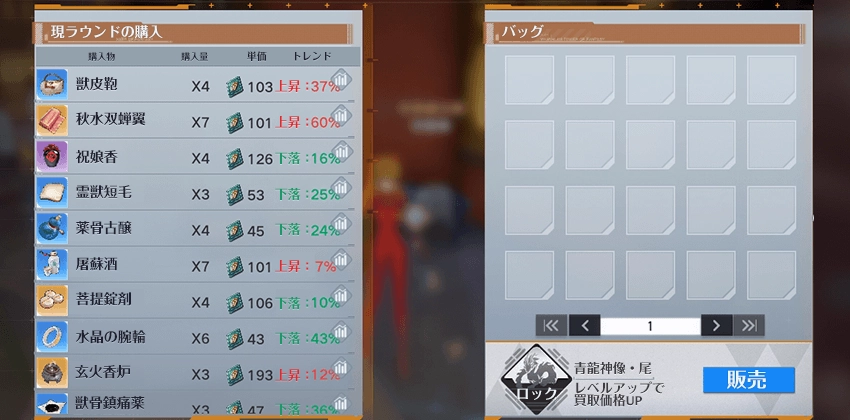 現ラウンドの購入
購入物 購入量 単価 トレンド
獣皮鞄 X4 103 上昇:37%
秋水双蝉翼 X7 101 上昇:60%
祝娘香 X4 126 下落:16%
霊獣短毛 X3 53 下落:25%
薬骨古醸 X4 45 下落:24%
屠蘇酒 X7 101 上昇:7%
菩提錠剤 X4 106 下落:10%
水晶の腕輪 X6 43 下落:43%
玄火香炉 X3 193 上昇:12%
獣骨鎮痛薬 X3 47 下落:36%
バッグ
1
ロック
青龍神像・尾
レベルアップで
買取価格UP
販売